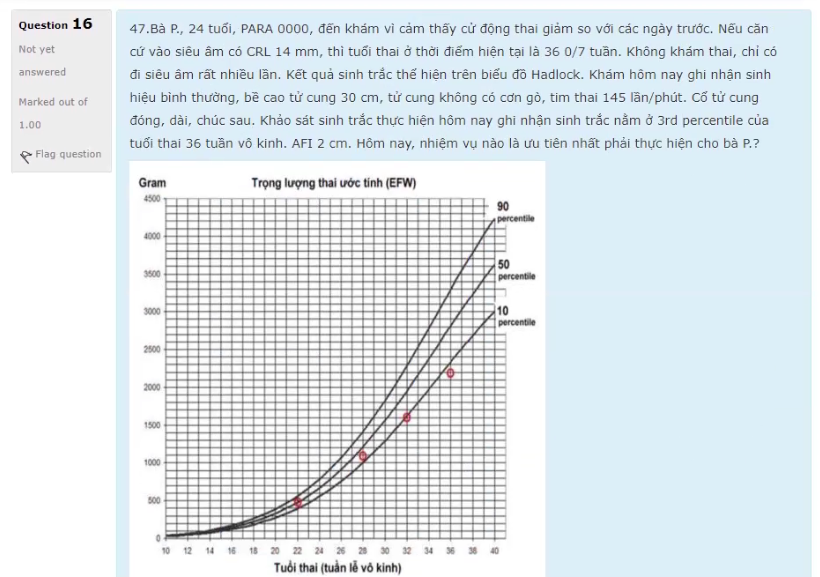 Question 16
Not yet
answered
Marked out of
1.00
Flag question
47.Bà P., 24 tuổi, PARA 0000, đến khám vì cảm thấy cử động thai giảm so với các ngày trước. Nếu căn
cứ vào siêu âm có CRL 14 mm, thì tuổi thai ở thời điểm hiện tại là 36 0/7 tuần. Không khám thai, chỉ có
đi siêu âm rất nhiều lần. Kết quả sinh trắc thể hiện trên biểu đồ Hadlock. Khám hôm nay ghi nhận sinh
hiệu bình thường, bề cao tử cung 30 cm, tử cung không có cơn gò, tim thai 145 lần/phút. Cổ tử cung
đóng, dài, chúc sau. Khảo sát sinh trắc thực hiện hôm nay ghi nhận sinh trắc nằm ở 3rd percentile của
tuổi thai 36 tuần vô kinh. AFI 2 cm. Hôm nay, nhiệm vụ nào là ưu tiên nhất phải thực hiện cho bà P.?
Gram Trọng lượng thai ước tính (EFW)
4500
4000
3500
3000
2500
2000
1500
1000
500
0
90
percentile
50
percentile
10
percentile
10 12 14 16 18 20 22 24 26 28 30 32 34 36 38 40
Tuổi thai (tuần lễ vô kinh)